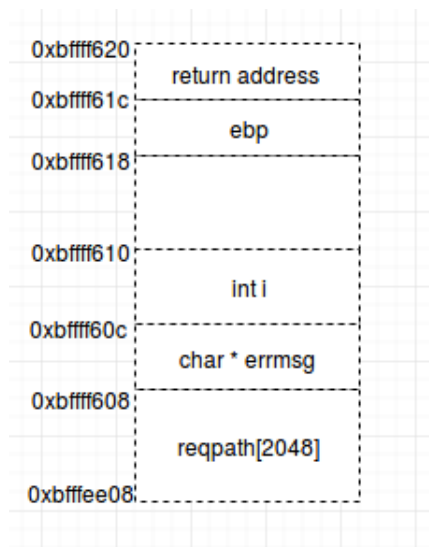 0xbffff620
return address
0xbffff61c
ebp
0xbffff618
0xbffff610
int i
0xbffff60c
char * errmsg
0xbffff608
reqpath[2048]
0xbfffee08